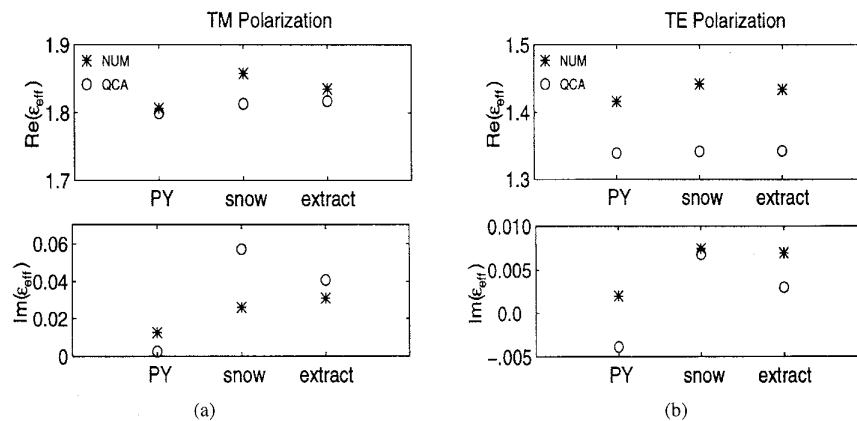 TM Polarization
1.9
1.8
1.7
Re(εeff)
* NUM
o QCA
PY snow extract
0.06
0.04
0.02
0
Im(εeff)
PY snow extract
(a)
TE Polarization
1.5
1.4
1.3
Re(εeff)
* NUM
o QCA
PY snow extract
0.010
0.005
0.0
-.005
Im(εeff)
PY snow extract
(b)